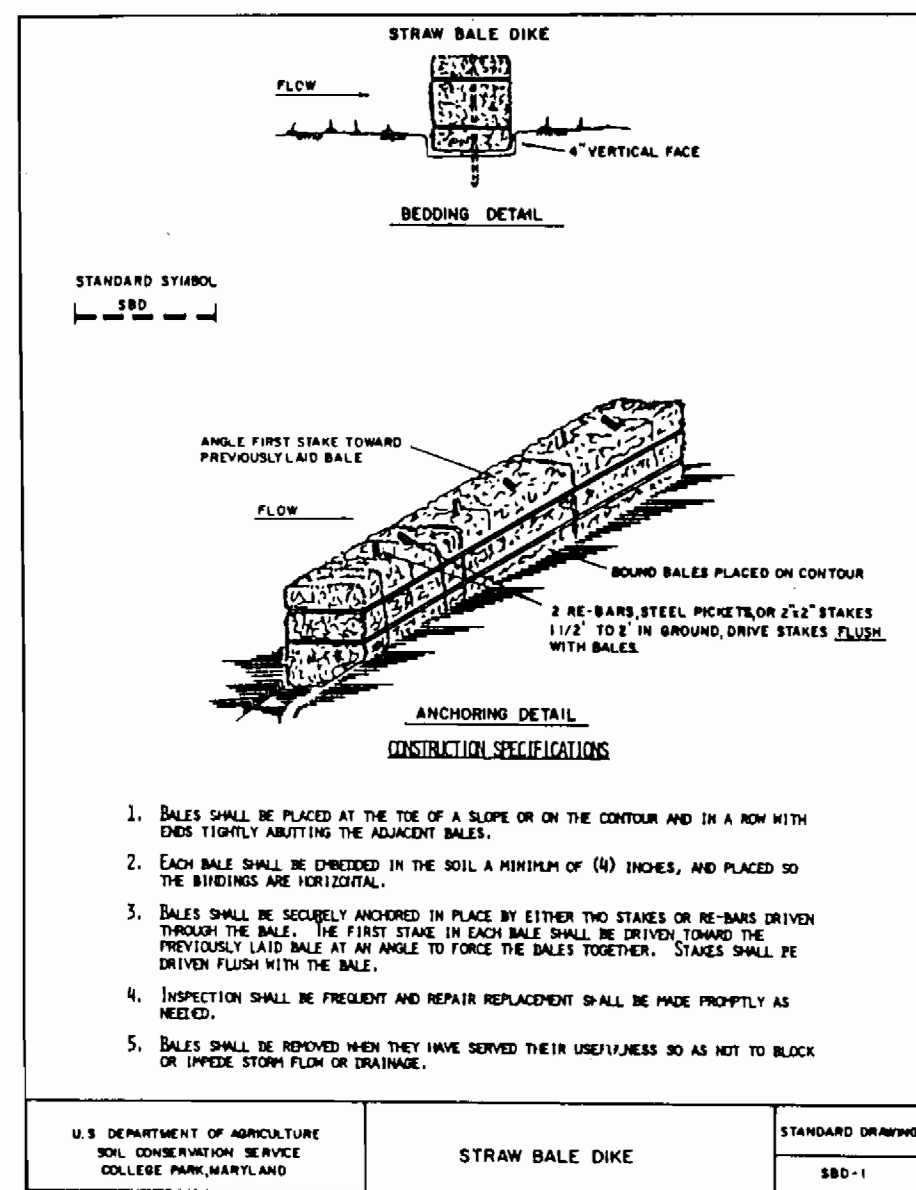 STRAW BALE DIKE
FLOW
4" VERTICAL FACE
BEDDING DETAIL
STANDARD SYMBOL
SBD
ANGLE FIRST STAKE TOWARD
PREVIOUSLY LAID BALE
FLOW
BOUND BALES PLACED ON CONTOUR
2 RE-BARS, STEEL PICKETS, OR 2"x2" STAKES
1 1/2' TO 2' IN GROUND, DRIVE STAKES FLUSH
WITH BALES.
ANCHORING DETAIL
CONSTRUCTION SPECIFICATIONS
1. BALES SHALL BE PLACED AT THE TOE OF A SLOPE OR ON THE CONTOUR AND IN A ROW WITH
ENDS TIGHTLY ABUTTING THE ADJACENT BALES.
2. EACH BALE SHALL BE EMBEDDED IN THE SOIL A MINIMUM OF (4) INCHES, AND PLACED SO
THE BINDINGS ARE HORIZONTAL.
3. BALES SHALL BE SECURELY ANCHORED IN PLACE BY EITHER TWO STAKES OR RE-BARS DRIVEN
THROUGH THE BALE. THE FIRST STAKE IN EACH BALE SHALL BE DRIVEN TOWARD THE
PREVIOUSLY LAID BALE AT AN ANGLE TO FORCE THE BALES TOGETHER. STAKES SHALL BE
DRIVEN FLUSH WITH THE BALE.
4. INSPECTION SHALL BE FREQUENT AND REPAIR REPLACEMENT SHALL BE MADE PROMPTLY AS
NEEDED.
5. BALES SHALL BE REMOVED WHEN THEY HAVE SERVED THEIR USEFULNESS SO AS NOT TO BLOCK
OR IMPEDE STORM FLOW OR DRAINAGE.
U.S DEPARTMENT OF AGRICULTURE
SOIL CONSERVATION SERVICE
COLLEGE PARK, MARYLAND
STRAW BALE DIKE
STANDARD DRAWING
SBD-1